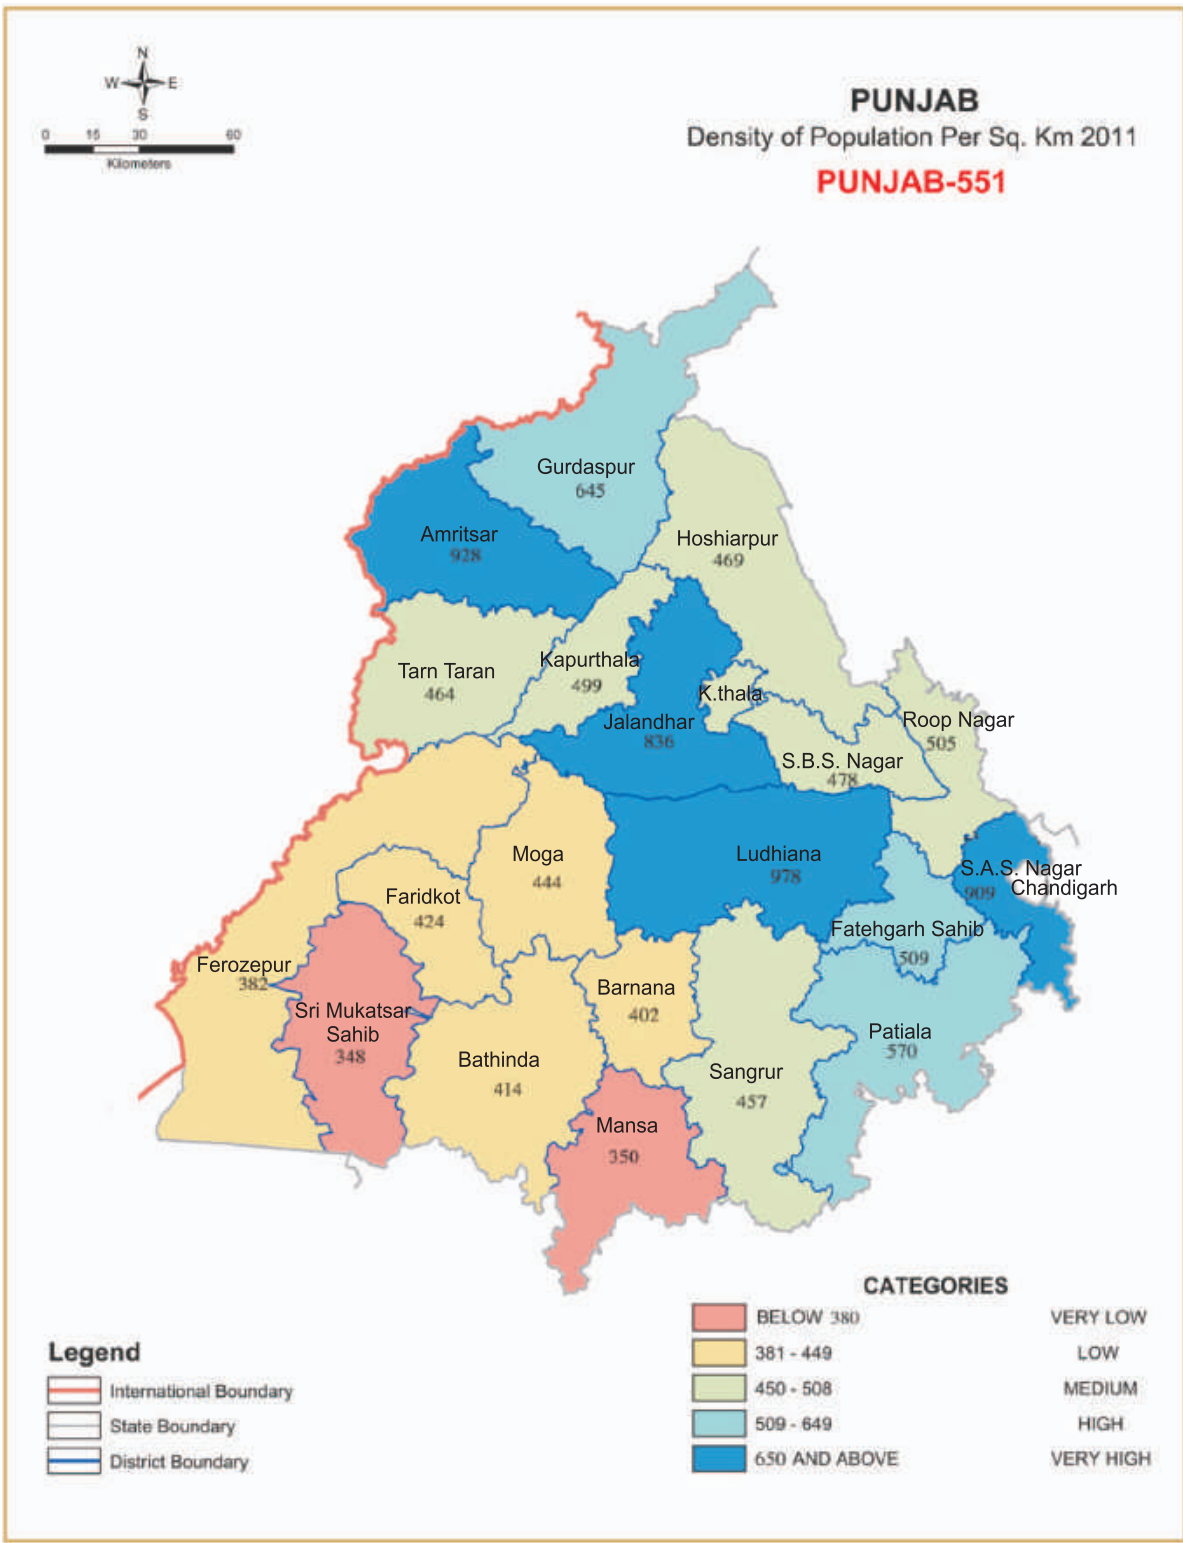 N
W E
S
0 15 30 60
Kilometers
PUNJAB
Density of Population Per Sq. Km 2011
PUNJAB-551
Gurdaspur
645
Amritsar
928
Hoshiarpur
469
Tarn Taran
464
Kapurthala
499
K.thala
Jalandhar
836
Roop Nagar
505
S.B.S. Nagar
478
Moga
444
Ludhiana
978
S.A.S. Nagar
909
Chandigarh
Faridkot
424
Fatehgarh Sahib
509
Ferozepur
382
Barnana
402
Sri Mukatsar
Sahib
348
Patiala
570
Bathinda
414
Sangrur
457
Mansa
350
CATEGORIES
BELOW 380 VERY LOW
381 - 449 LOW
450 - 508 MEDIUM
509 - 649 HIGH
650 AND ABOVE VERY HIGH
Legend
International Boundary
State Boundary
District Boundary